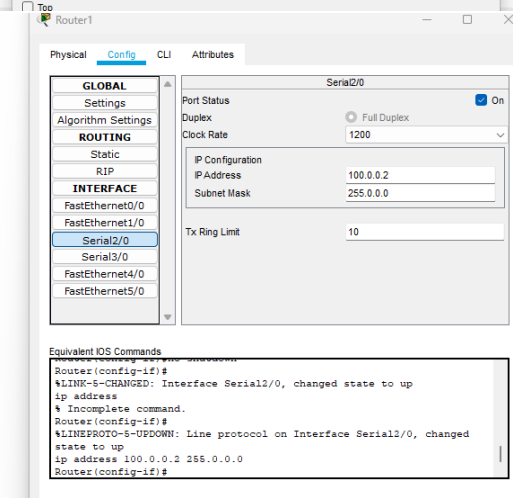 Top
Router1
Physical Config CLI Attributes
GLOBAL
Settings
Algorithm Settings
ROUTING
Static
RIP
INTERFACE
FastEthernet0/0
FastEthernet1/0
Serial2/0
Serial3/0
FastEthernet4/0
FastEthernet5/0
Serial2/0
Port Status On
Duplex Full Duplex
Clock Rate 1200
IP Configuration
IP Address 100.0.0.2
Subnet Mask 255.0.0.0
Tx Ring Limit 10
Equivalent IOS Commands
Router(config-if)#no shutdown
Router(config-if)#
%LINK-5-CHANGED: Interface Serial2/0, changed state to up
ip address
% Incomplete command.
Router(config-if)#
%LINEPROTO-5-UPDOWN: Line protocol on Interface Serial2/0, changed
state to up
ip address 100.0.0.2 255.0.0.0
Router(config-if)#